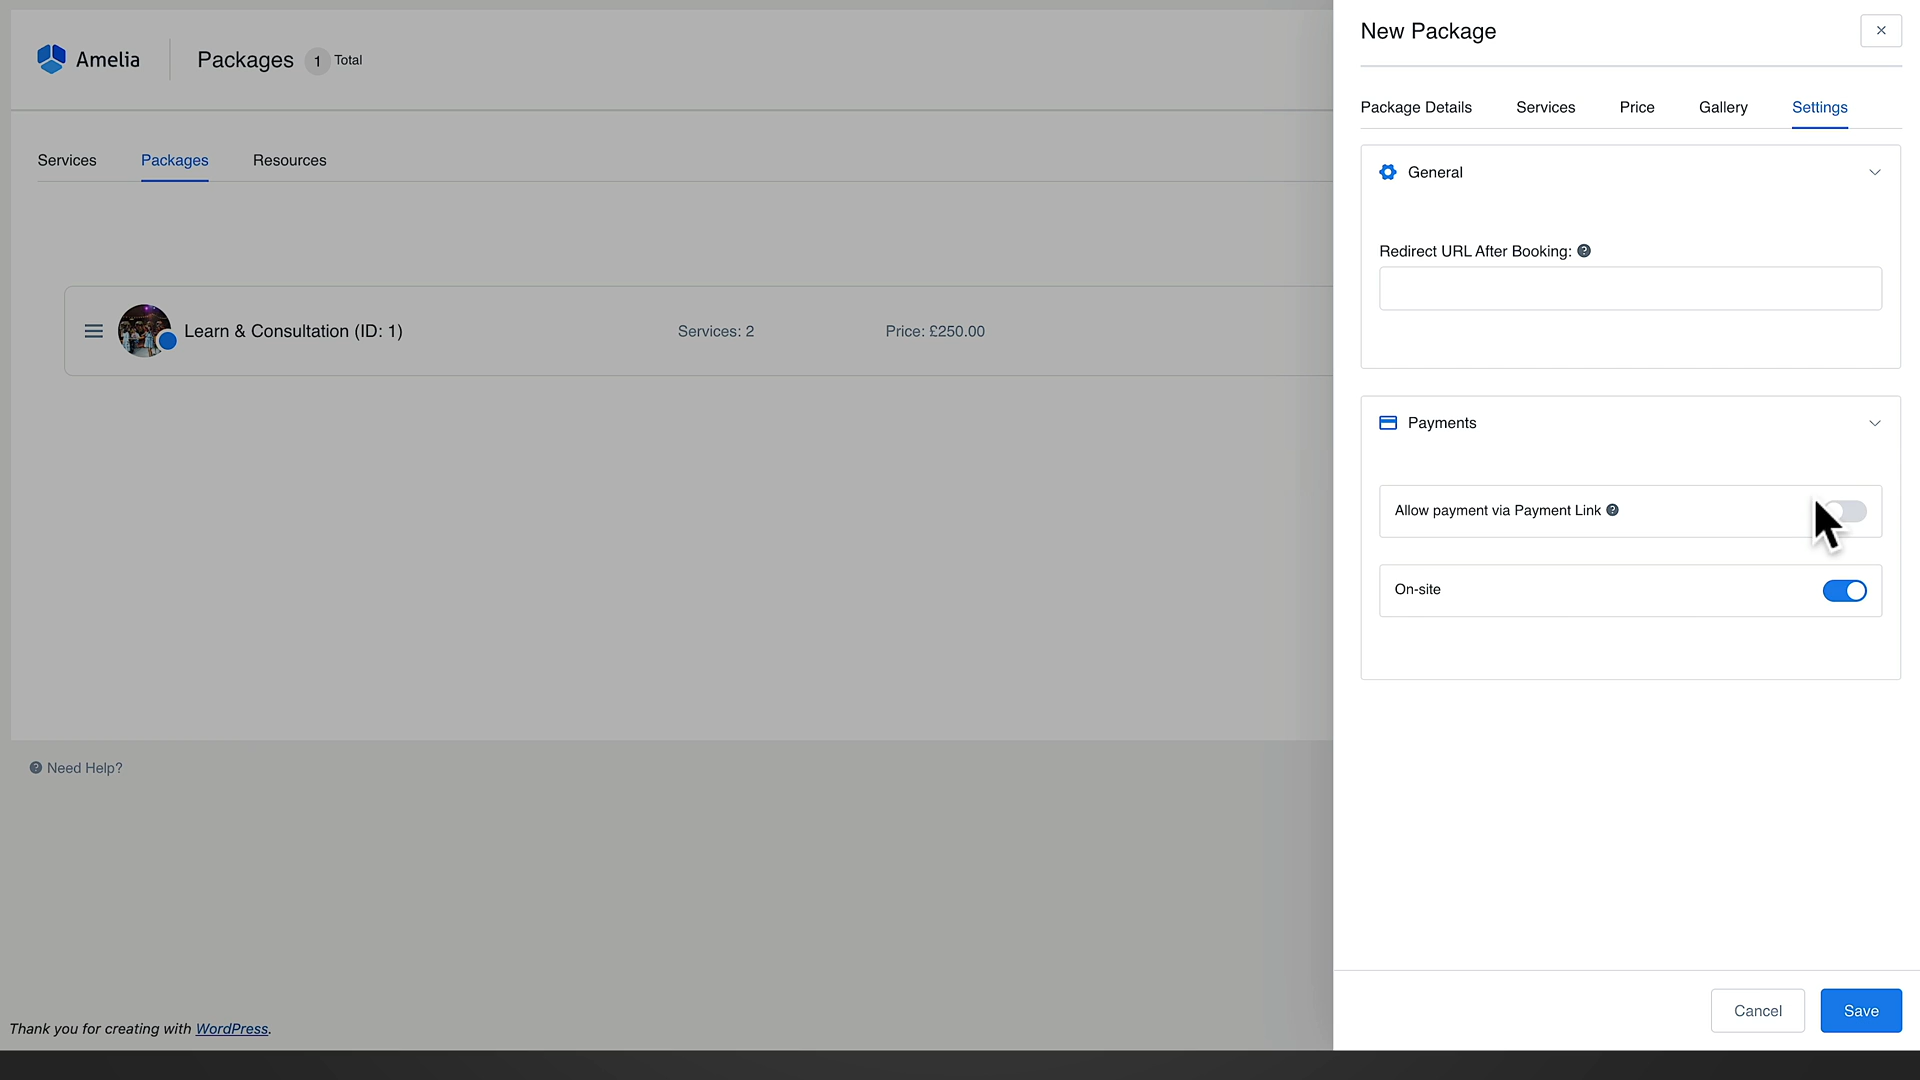 Amelia
Packages 1 Total
Services Packages Resources
Learn & Consultation (ID: 1) Services: 2 Price: £250.00
Need Help?
Thank you for creating with WordPress.
New Package
Package Details Services Price Gallery Settings
General
Redirect URL After Booking:
Payments
Allow payment via Payment Link
On-site
Cancel Save